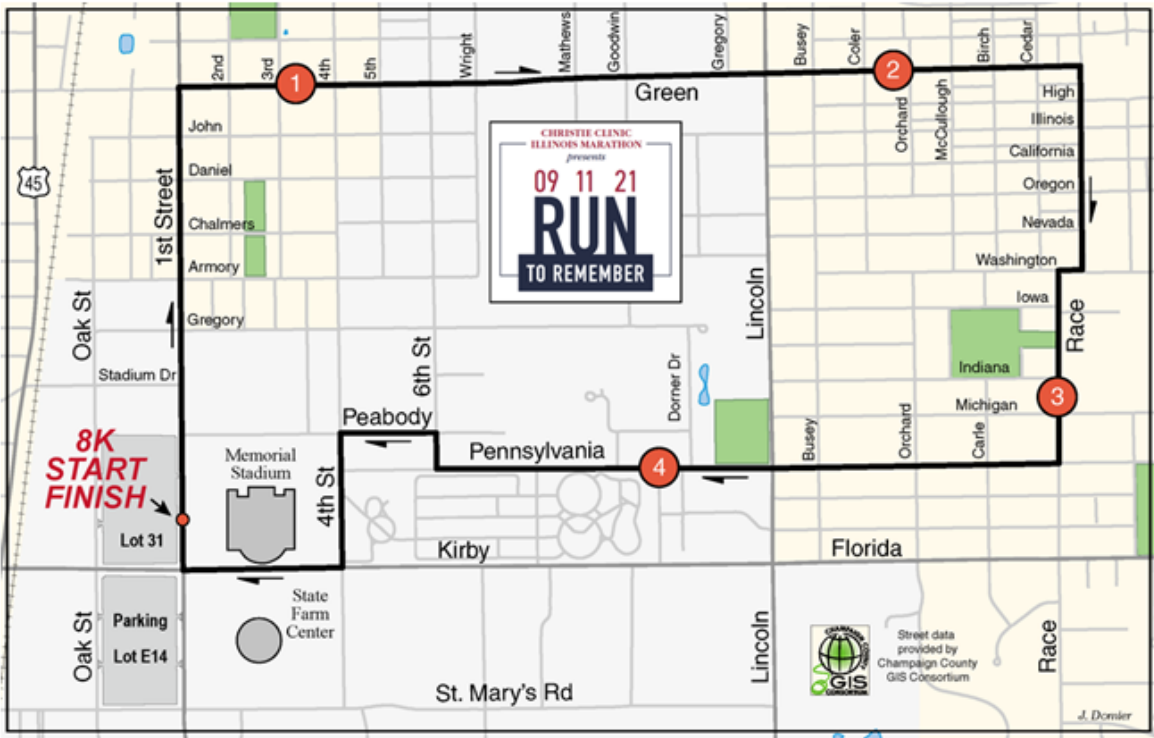 2nd
3rd
4th
5th
Wright
Mathews
Goodwin
Gregory
Busey
Coler
Birch
Cedar
1
2
Green
High
John
Orchard
McCullough
Illinois
CHRISTIE CLINIC
ILLINOIS MARATHON
presents
09 11 21
RUN
TO REMEMBER
California
Daniel
45
Oregon
1st Street
Chalmers
Nevada
Armory
Washington
Lincoln
Iowa
Race
Oak St
Gregory
Stadium Dr
6th St
Dorner Dr
Indiana
3
Michigan
Peabody
Busey
Orchard
Carle
8K
START
FINISH
Memorial
Stadium
Pennsylvania
4
4th St
Lot 31
Kirby
Florida
State
Farm
Center
Oak St
Parking
Lot E14
Lincoln
CHAMPAIGN COUNTY
GIS
CONSORTIUM
Street data
provided by
Champaign County
GIS Consortium
Race
St. Mary's Rd
J. Domier